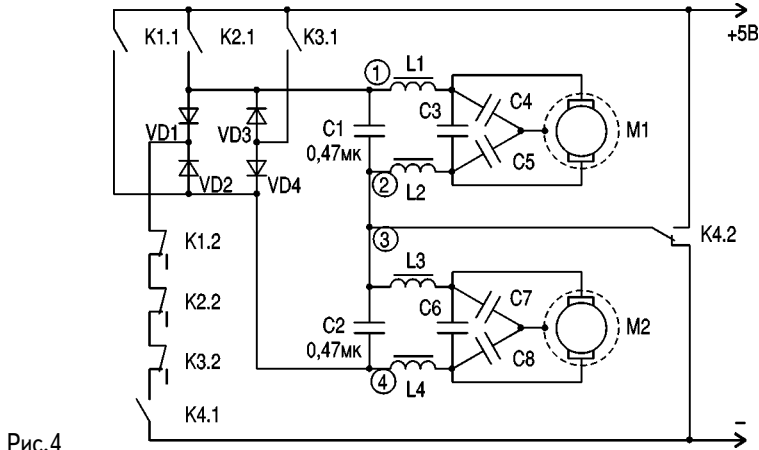 K1.1 K2.1 K3.1 +5В
1 L1
VD1 VD3 C1 0,47мк C3 C4 M1
VD2 VD4 2 L2 C5
3 K4.2
K1.2
K2.2 L3
C2 0,47мк C6 C7 M2
K3.2 4 L4 C8
K4.1
–
Рис.4